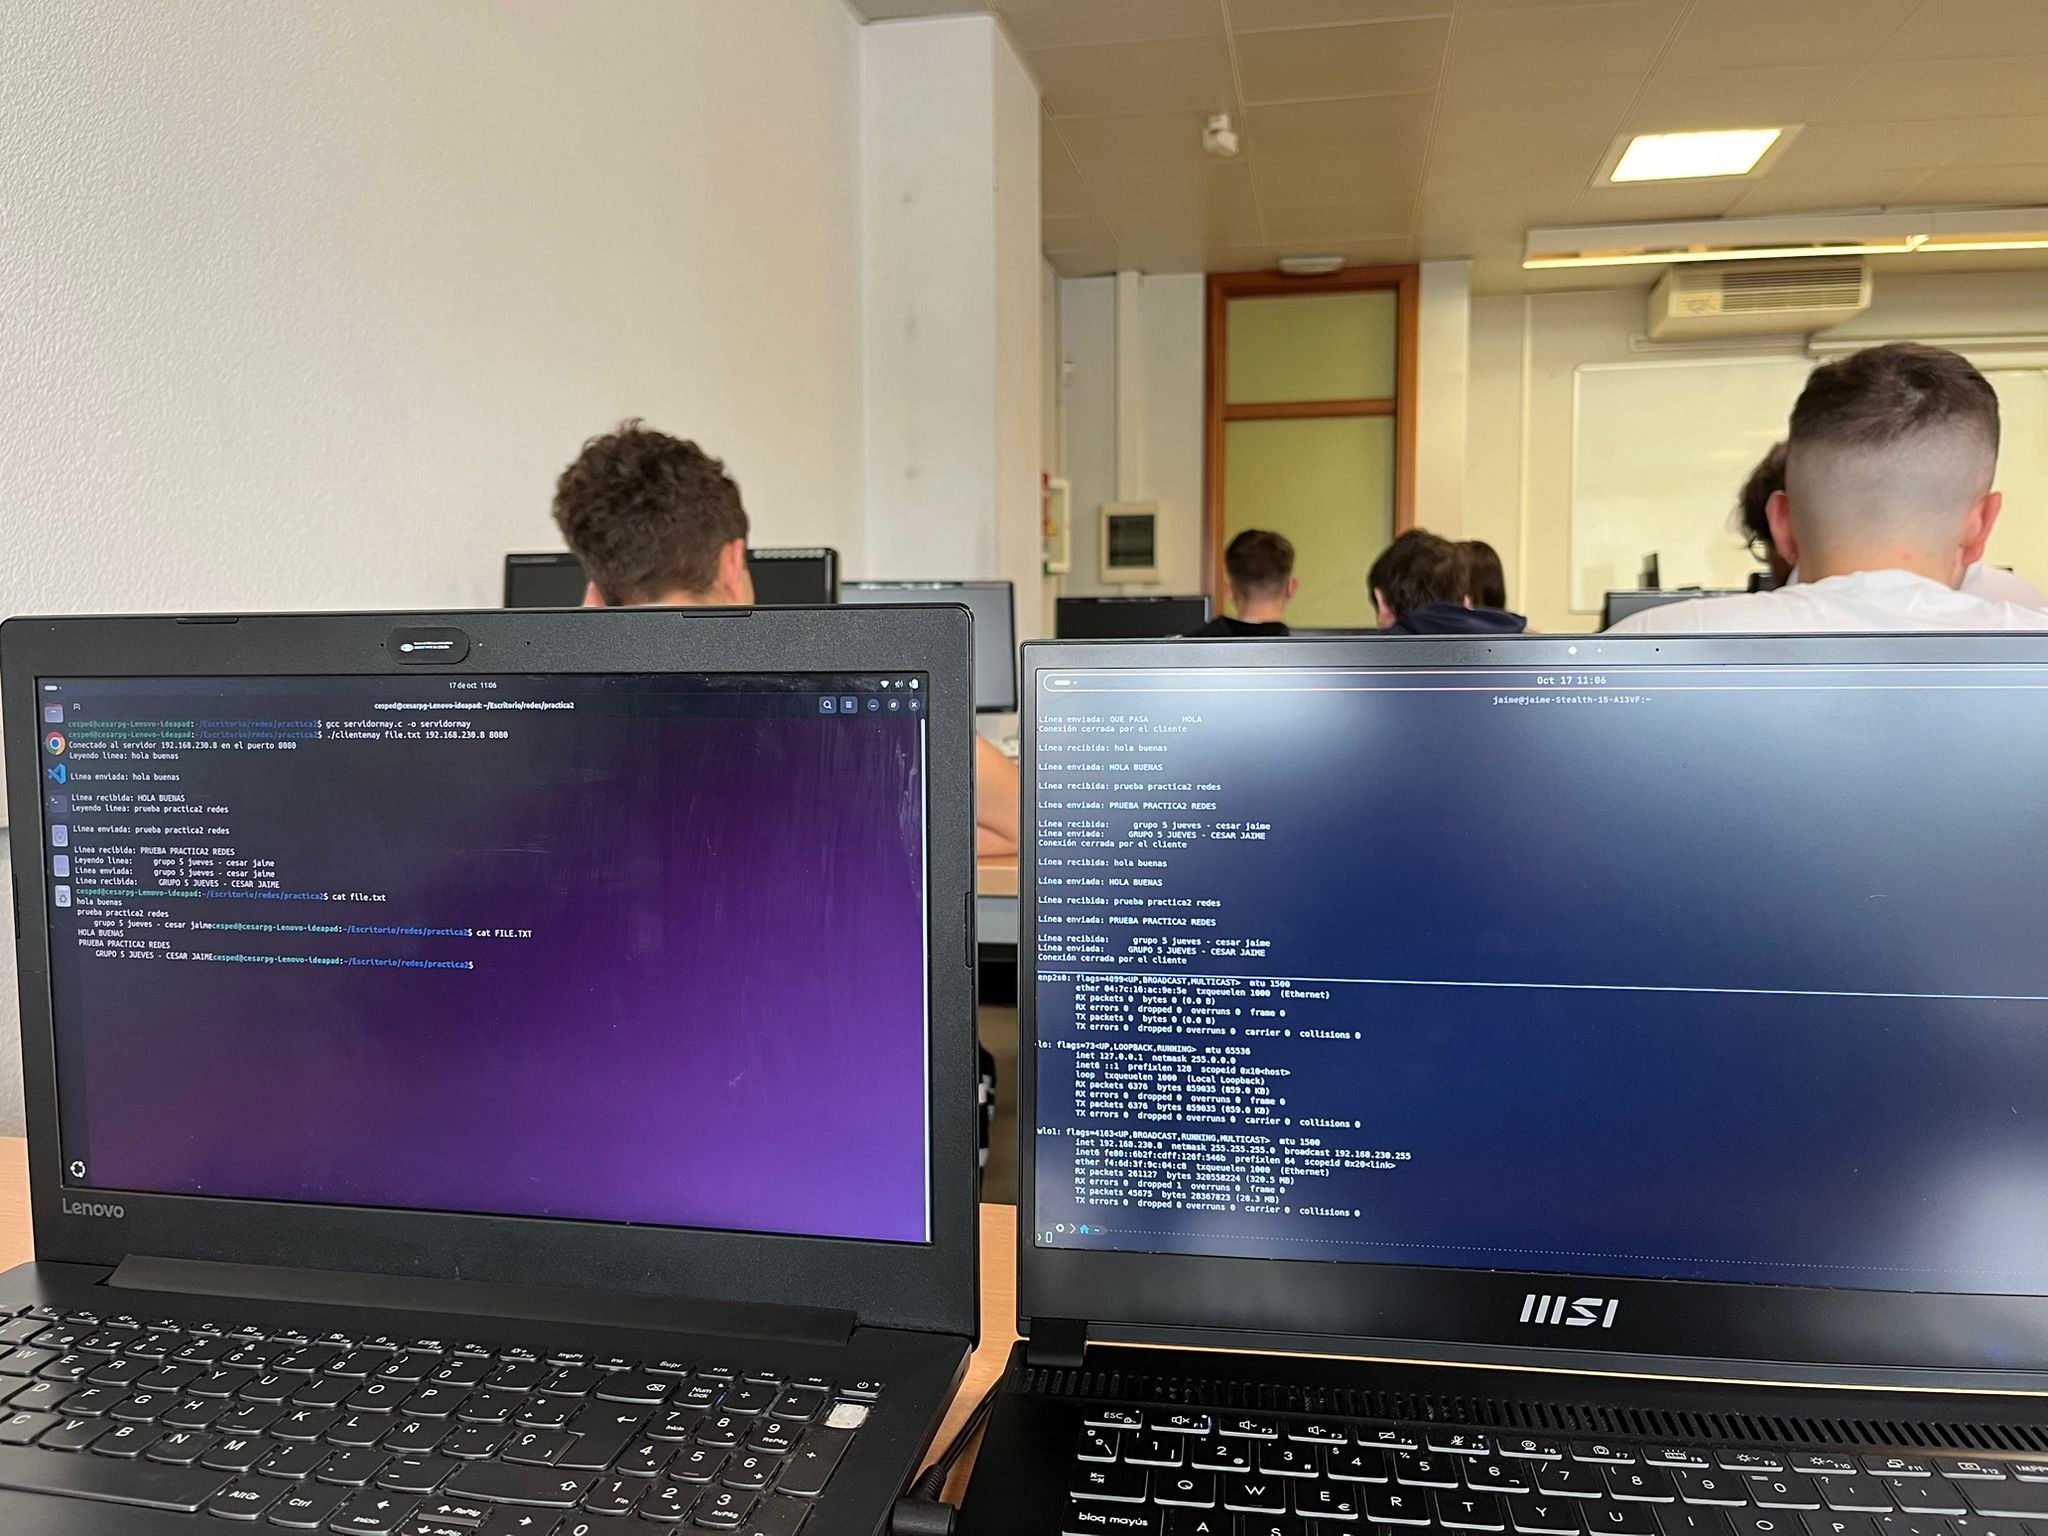 17 de oct 11:06
cesped@cesarpg-Lenovo-ideapad: ~/Escritorio/redes/practica2
cesped@cesarpg-Lenovo-ideapad:~/Escritorio/redes/practica2$ gcc servidormay.c -o servidormay
cesped@cesarpg-Lenovo-ideapad:~/Escritorio/redes/practica2$ ./clientemay file.txt 192.168.230.8 8080
Conectado al servidor 192.168.230.8 en el puerto 8080
Leyendo linea: hola buenas
Linea enviada: hola buenas
Linea recibida: HOLA BUENAS
Leyendo linea: prueba practica2 redes
Linea enviada: prueba practica2 redes
Linea recibida: PRUEBA PRACTICA2 REDES
Leyendo linea: grupo 5 jueves - cesar jaime
Linea enviada: grupo 5 jueves - cesar jaime
Linea recibida: GRUPO 5 JUEVES - CESAR JAIME
cesped@cesarpg-Lenovo-ideapad:~/Escritorio/redes/practica2$ cat file.txt
hola buenas
prueba practica2 redes
grupo 5 jueves - cesar jaimecesped@cesarpg-Lenovo-ideapad:~/Escritorio/redes/practica2$ cat FILE.TXT
HOLA BUENAS
PRUEBA PRACTICA2 REDES
GRUPO 5 JUEVES - CESAR JAIMEcesped@cesarpg-Lenovo-ideapad:~/Escritorio/redes/practica2$
Lenovo
Oct 17 11:06
jaime@jaime-Stealth-15-A13VF:~
Línea enviada: QUE PASA HOLA
Conexión cerrada por el cliente
Línea recibida: hola buenas
Línea enviada: HOLA BUENAS
Línea recibida: prueba practica2 redes
Línea enviada: PRUEBA PRACTICA2 REDES
Línea recibida: grupo 5 jueves - cesar jaime
Línea enviada: GRUPO 5 JUEVES - CESAR JAIME
Conexión cerrada por el cliente
Línea recibida: hola buenas
Línea enviada: HOLA BUENAS
Línea recibida: prueba practica2 redes
Línea enviada: PRUEBA PRACTICA2 REDES
Línea recibida: grupo 5 jueves - cesar jaime
Línea enviada: GRUPO 5 JUEVES - CESAR JAIME
Conexión cerrada por el cliente
enp2s0: flags=4099<UP,BROADCAST,MULTICAST> mtu 1500
ether 04:7c:16:ac:9e:5e txqueuelen 1000 (Ethernet)
RX packets 0 bytes 0 (0.0 B)
RX errors 0 dropped 0 overruns 0 frame 0
TX packets 0 bytes 0 (0.0 B)
TX errors 0 dropped 0 overruns 0 carrier 0 collisions 0
lo: flags=73<UP,LOOPBACK,RUNNING> mtu 65536
inet 127.0.0.1 netmask 255.0.0.0
inet6 ::1 prefixlen 128 scopeid 0x10<host>
loop txqueuelen 1000 (Local Loopback)
RX packets 6376 bytes 859035 (859.0 KB)
RX errors 0 dropped 0 overruns 0 frame 0
TX packets 6376 bytes 859035 (859.0 KB)
TX errors 0 dropped 0 overruns 0 carrier 0 collisions 0
wlo1: flags=4163<UP,BROADCAST,RUNNING,MULTICAST> mtu 1500
inet 192.168.230.8 netmask 255.255.255.0 broadcast 192.168.230.255
inet6 fe80::6b2f:cdff:126f:546b prefixlen 64 scopeid 0x20<link>
ether f4:6d:3f:9c:04:c8 txqueuelen 1000 (Ethernet)
RX packets 261127 bytes 320558224 (320.5 MB)
RX errors 0 dropped 1 overruns 0 frame 0
TX packets 45675 bytes 28367823 (28.3 MB)
TX errors 0 dropped 0 overruns 0 carrier 0 collisions 0
msi